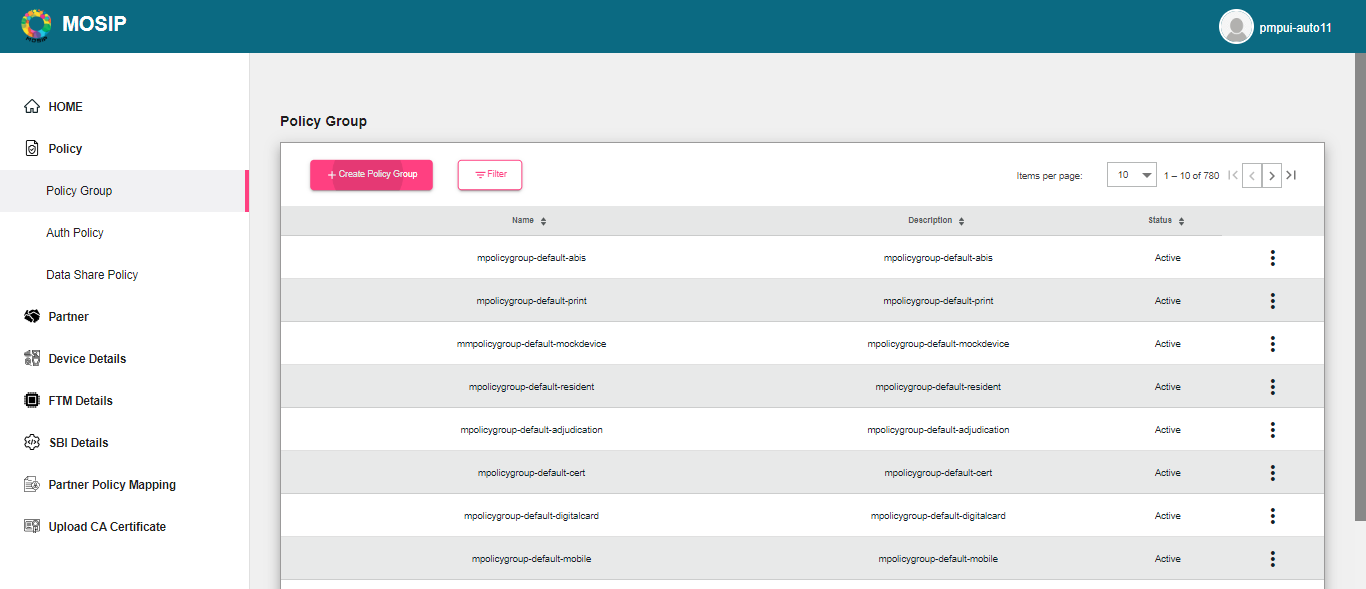 MOSIP
pmpui-auto11
HOME
Policy
Policy Group
Auth Policy
Data Share Policy
Partner
Device Details
FTM Details
SBI Details
Partner Policy Mapping
Upload CA Certificate
Policy Group
+ Create Policy Group
Filter
Items per page: 10 1 – 10 of 780
Name Description Status
mpolicygroup-default-abis mpolicygroup-default-abis Active
mpolicygroup-default-print mpolicygroup-default-print Active
mmpolicygroup-default-mockdevice mpolicygroup-default-mockdevice Active
mpolicygroup-default-resident mpolicygroup-default-resident Active
mpolicygroup-default-adjudication mpolicygroup-default-adjudication Active
mpolicygroup-default-cert mpolicygroup-default-cert Active
mpolicygroup-default-digitalcard mpolicygroup-default-digitalcard Active
mpolicygroup-default-mobile mpolicygroup-default-mobile Active